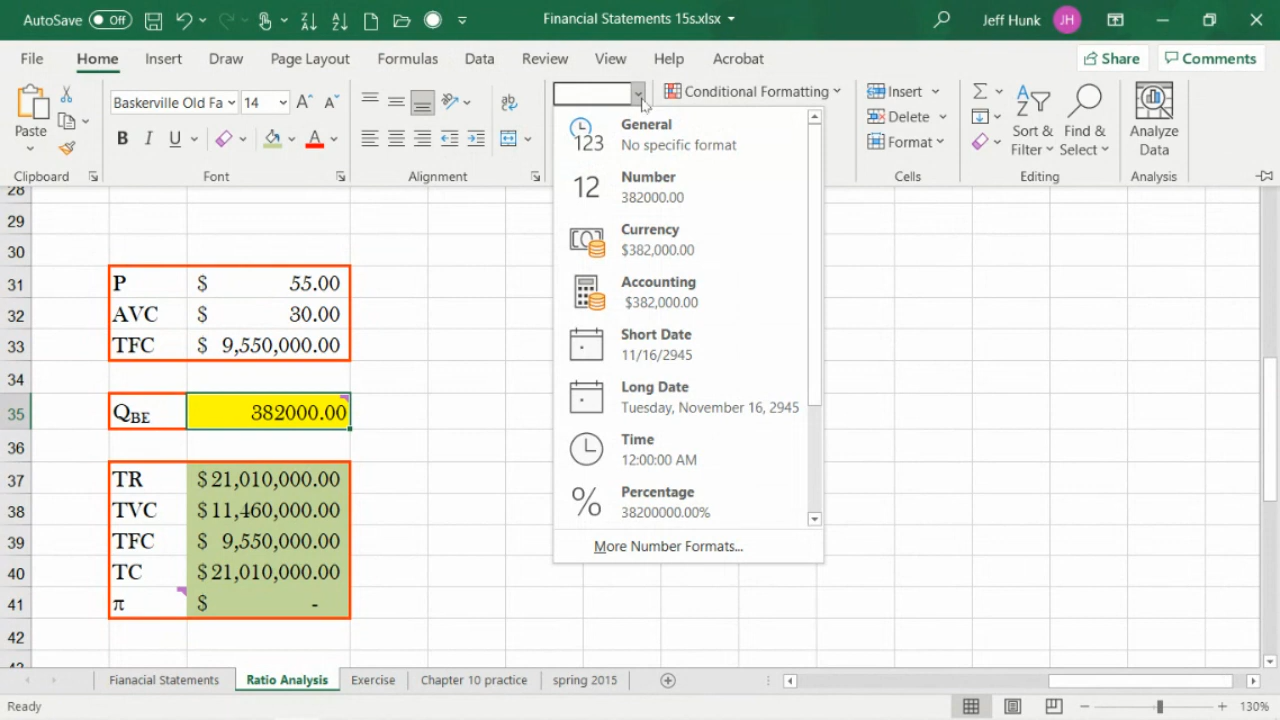 AutoSave Off
Financial Statements 15s.xlsx
Jeff Hunk
JH
File Home Insert Draw Page Layout Formulas Data Review View Help Acrobat
Share Comments
Baskerville Old Fa 14
Conditional Formatting
Insert
Delete
Format
Paste
B I U A
Sort & Filter
Find & Select
Analyze Data
Clipboard Font Alignment Cells Editing Analysis
General
No specific format
Number
382000.00
Currency
$382,000.00
Accounting
$382,000.00
Short Date
11/16/2945
Long Date
Tuesday, November 16, 2945
Time
12:00:00 AM
Percentage
38200000.00%
More Number Formats...
28
29
30
31 P $ 55.00
32 AVC $ 30.00
33 TFC $ 9,550,000.00
34
35 QBE 382000.00
36
37 TR $21,010,000.00
38 TVC $11,460,000.00
39 TFC $ 9,550,000.00
40 TC $21,010,000.00
41 π $ -
42
Fianacial Statements Ratio Analysis Exercise Chapter 10 practice spring 2015
Ready
130%